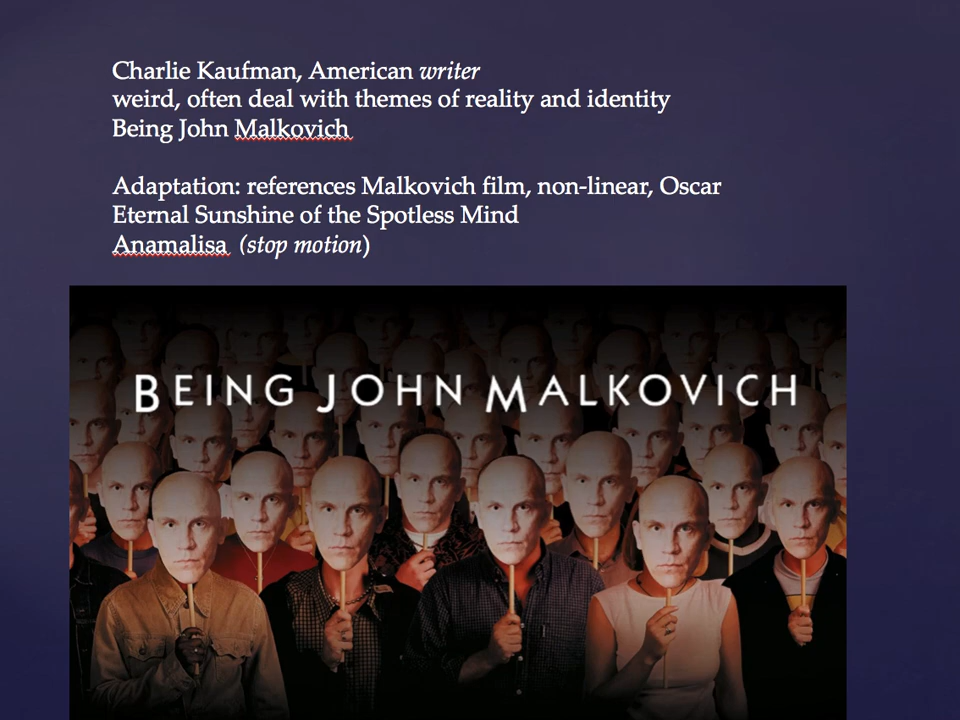 Charlie Kaufman, American writer
weird, often deal with themes of reality and identity
Being John Malkovich
Adaptation: references Malkovich film, non-linear, Oscar
Eternal Sunshine of the Spotless Mind
Anamalisa (stop motion)
BEING JOHN MALKOVICH